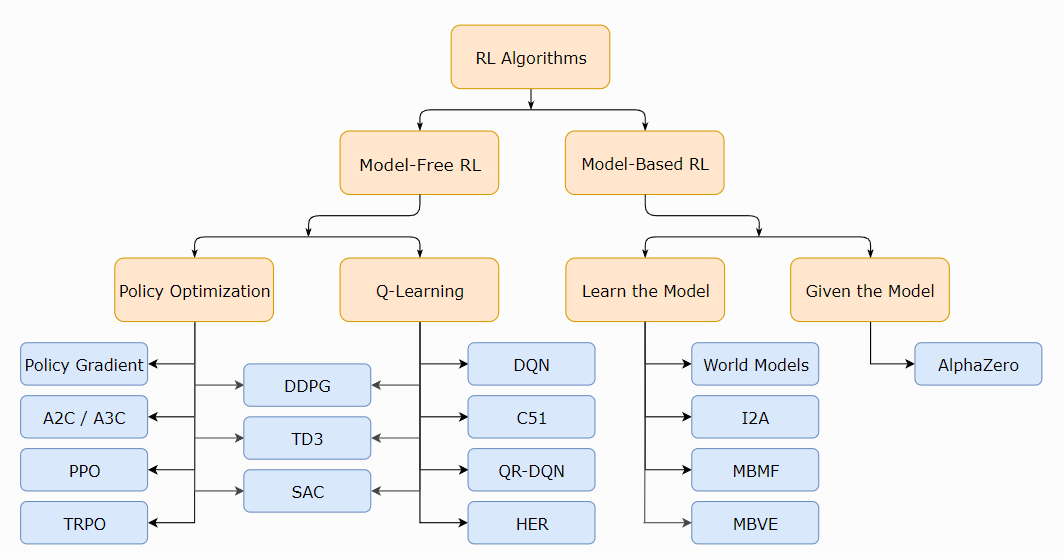 RL Algorithms
Model-Free RL
Model-Based RL
Policy Optimization
Q-Learning
Learn the Model
Given the Model
Policy Gradient
DDPG
DQN
World Models
AlphaZero
A2C / A3C
TD3
C51
I2A
PPO
SAC
QR-DQN
MBMF
TRPO
HER
MBVE